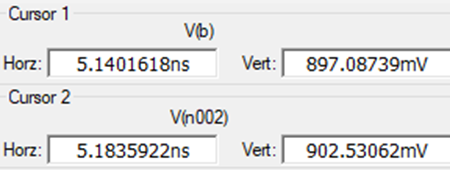 Cursor 1
V(b)
Horz: 5.1401618ns Vert: 897.08739mV
Cursor 2
V(n002)
Horz: 5.1835922ns Vert: 902.53062mV